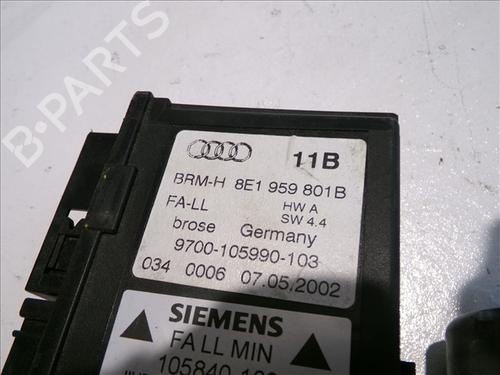 B-PARTS
11B
BRM-H 8E1 959 801B
FA-LL HW A
SW 4.4
brose Germany
9700-105990-103
034 0006 07.05.2002
SIEMENS
FA LL MIN